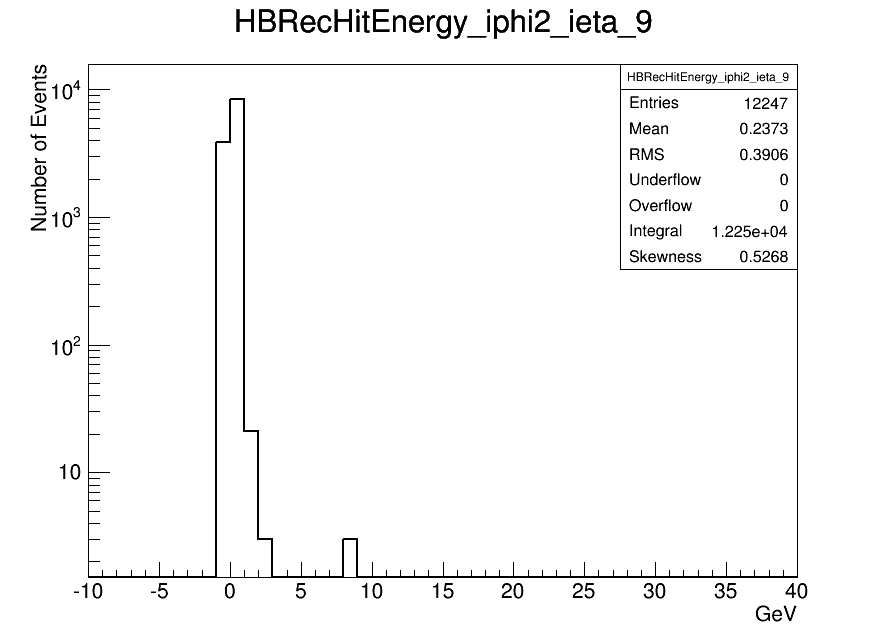 HBRecHitEnergy_iphi2_ieta_9
HBRecHitEnergy_iphi2_ieta_9
Entries 12247
Mean 0.2373
RMS 0.3906
Underflow 0
Overflow 0
Integral 1.225e+04
Skewness 0.5268
Number of Events
10⁴
10³
10²
10
-10 -5 0 5 10 15 20 25 30 35 40
GeV